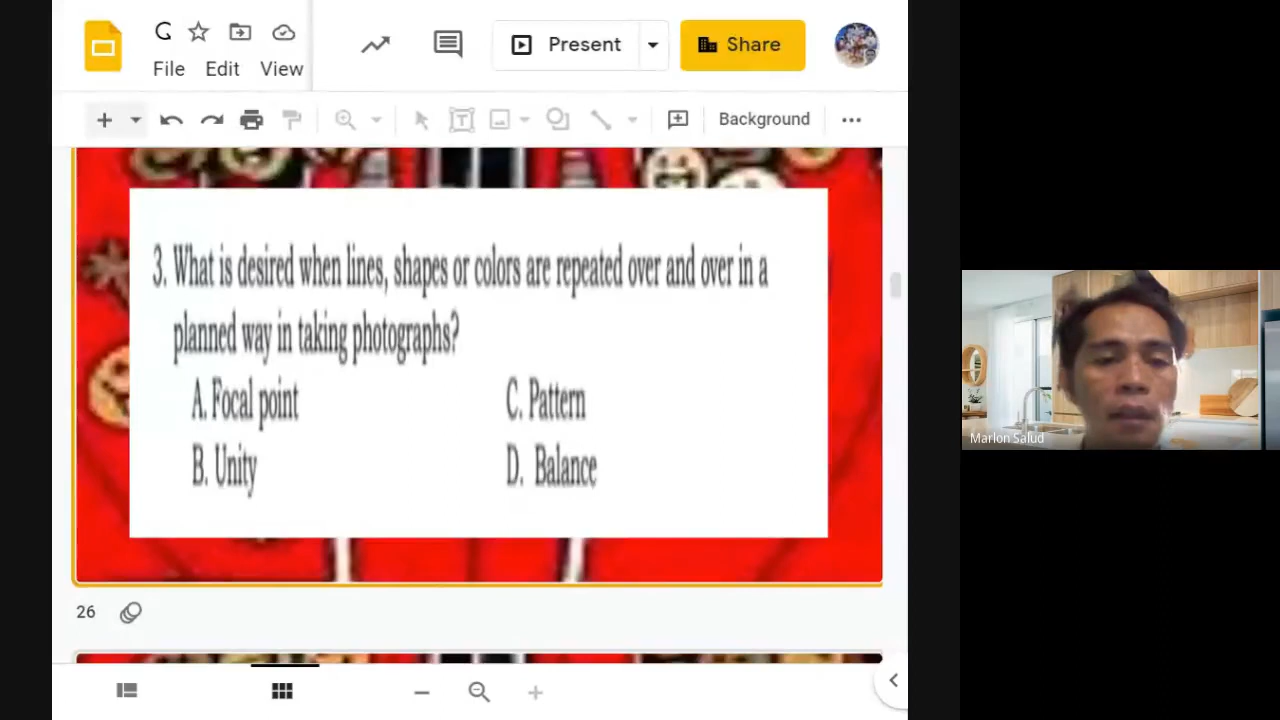 G
Present
Share
File Edit View
Background
3. What is desired when lines, shapes or colors are repeated over and over in a
planned way in taking photographs?
A. Focal point
C. Pattern
B. Unity
D. Balance
26
Marlon Salud